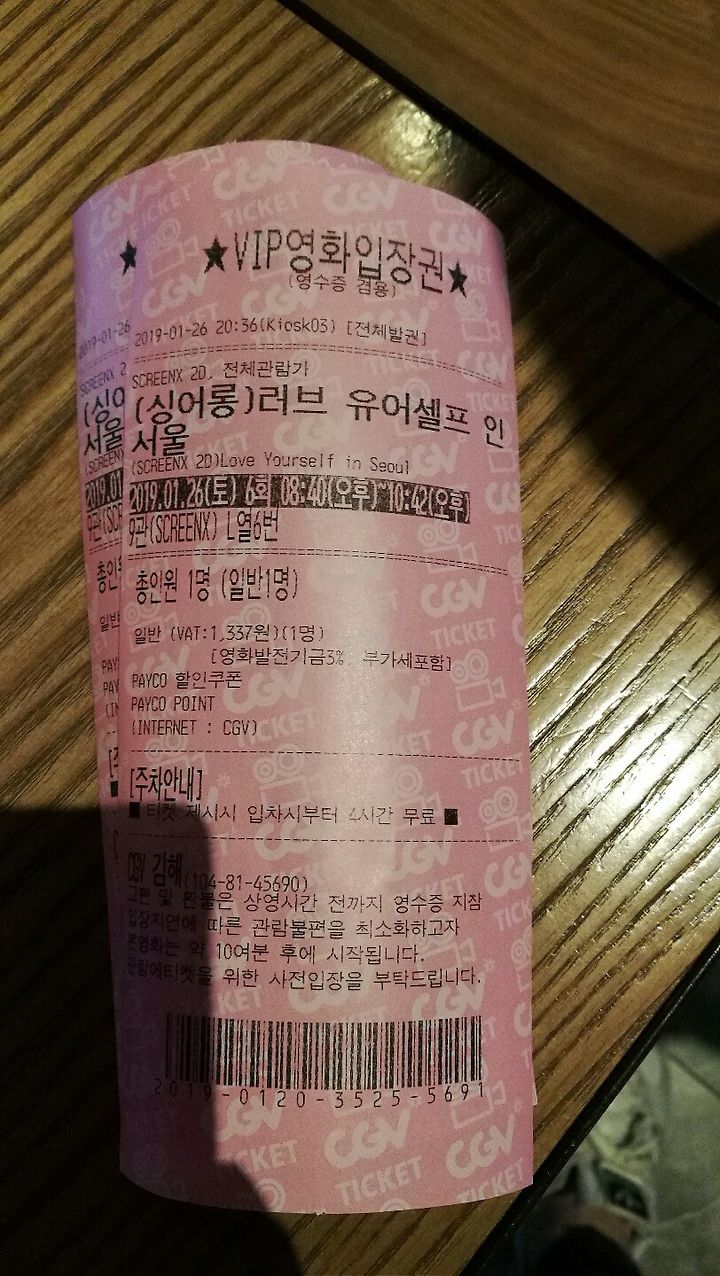 ★VIP영화입장권★
(영수증 겸용)
2019-01-26 20:36(Kiosk03) [전체발권]
SCREENX 2D, 전체관람가
(싱어롱)러브 유어셀프 인
서울
(SCREENX 2D)Love Yourself in Seoul
2019.01.26(토) 6회 08:40(오후)~10:42(오후)
9관(SCREENX) L열6번
총인원 1명 (일반1명)
일반 (VAT:1,337원)(1명)
[영화발전기금3%, 부가세포함]
PAYCO 할인쿠폰
PAYCO POINT
(INTERNET : CGV)
[주차안내]
■ 티켓 제시시 입차시부터 4시간 무료 ■
CGV 김해(104-81-45690)
교환 및 환불은 상영시간 전까지 영수증 지참
입장지연에 따른 관람불편을 최소화하고자
본영화는 약 10여분 후에 시작됩니다.
관람에티켓을 위한 사전입장을 부탁드립니다.
2019-0120-3525-5691
CGV TICKET